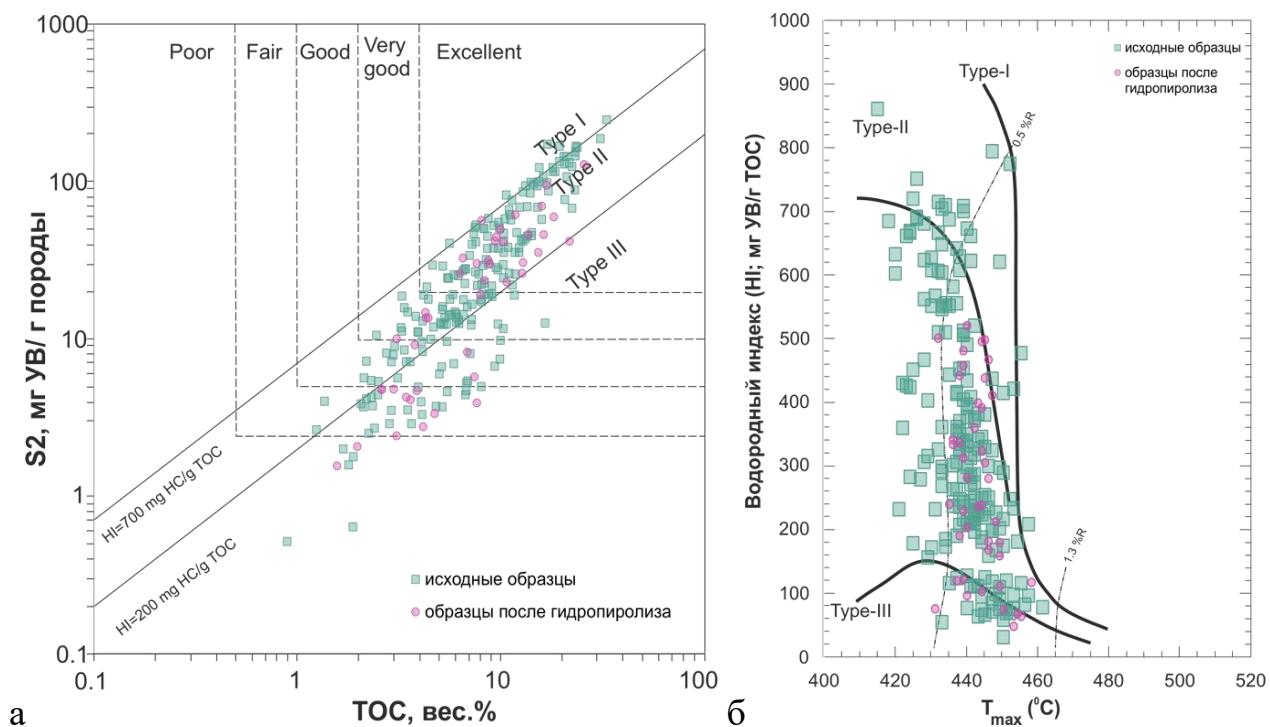 1000
100
10
1
0.1
S2, мг УВ/ г породы
Poor
Fair
Good
Very
good
Excellent
Type I
Type II
Type III
HI=700 mg HC/g TOC
HI=200 mg HC/g TOC
исходные образцы
образцы после гидропиролиза
0.1
1
10
100
TOC, вес.%
а
1000
900
800
700
600
500
400
300
200
100
0
Водородный индекс (HI; мг УВ/г TOC)
исходные образцы
образцы после
гидропиролиза
Type-I
Type-II
Type-III
0.5 %R
1.3 %R
400
420
440
460
480
500
520
Tmax (⁰C)
б